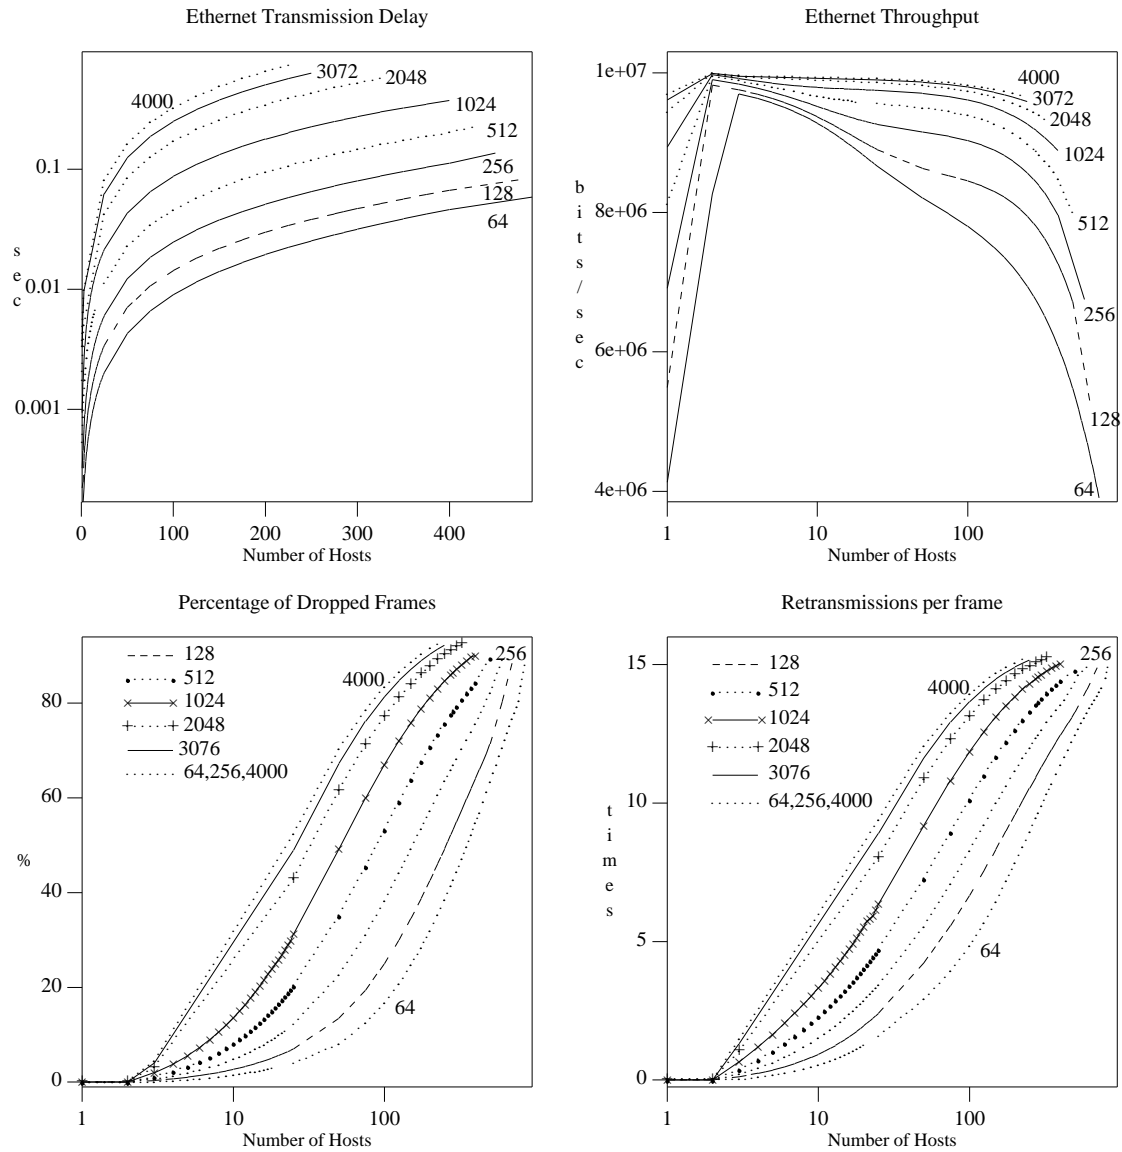 Ethernet Transmission Delay
0.1
0.01
0.001
sec
4000
3072
2048
1024
512
256
128
64
0 100 200 300 400
Number of Hosts
Ethernet Throughput
1e+07
8e+06
6e+06
4e+06
bits/sec
4000
3072
2048
1024
512
256
128
64
1 10 100
Number of Hosts
Percentage of Dropped Frames
128
512
1024
2048
3076
64,256,4000
80
60
40
20
0
%
4000
256
64
1 10 100
Number of Hosts
Retransmissions per frame
128
512
1024
2048
3076
64,256,4000
15
10
5
0
times
4000
256
64
1 10 100
Number of Hosts